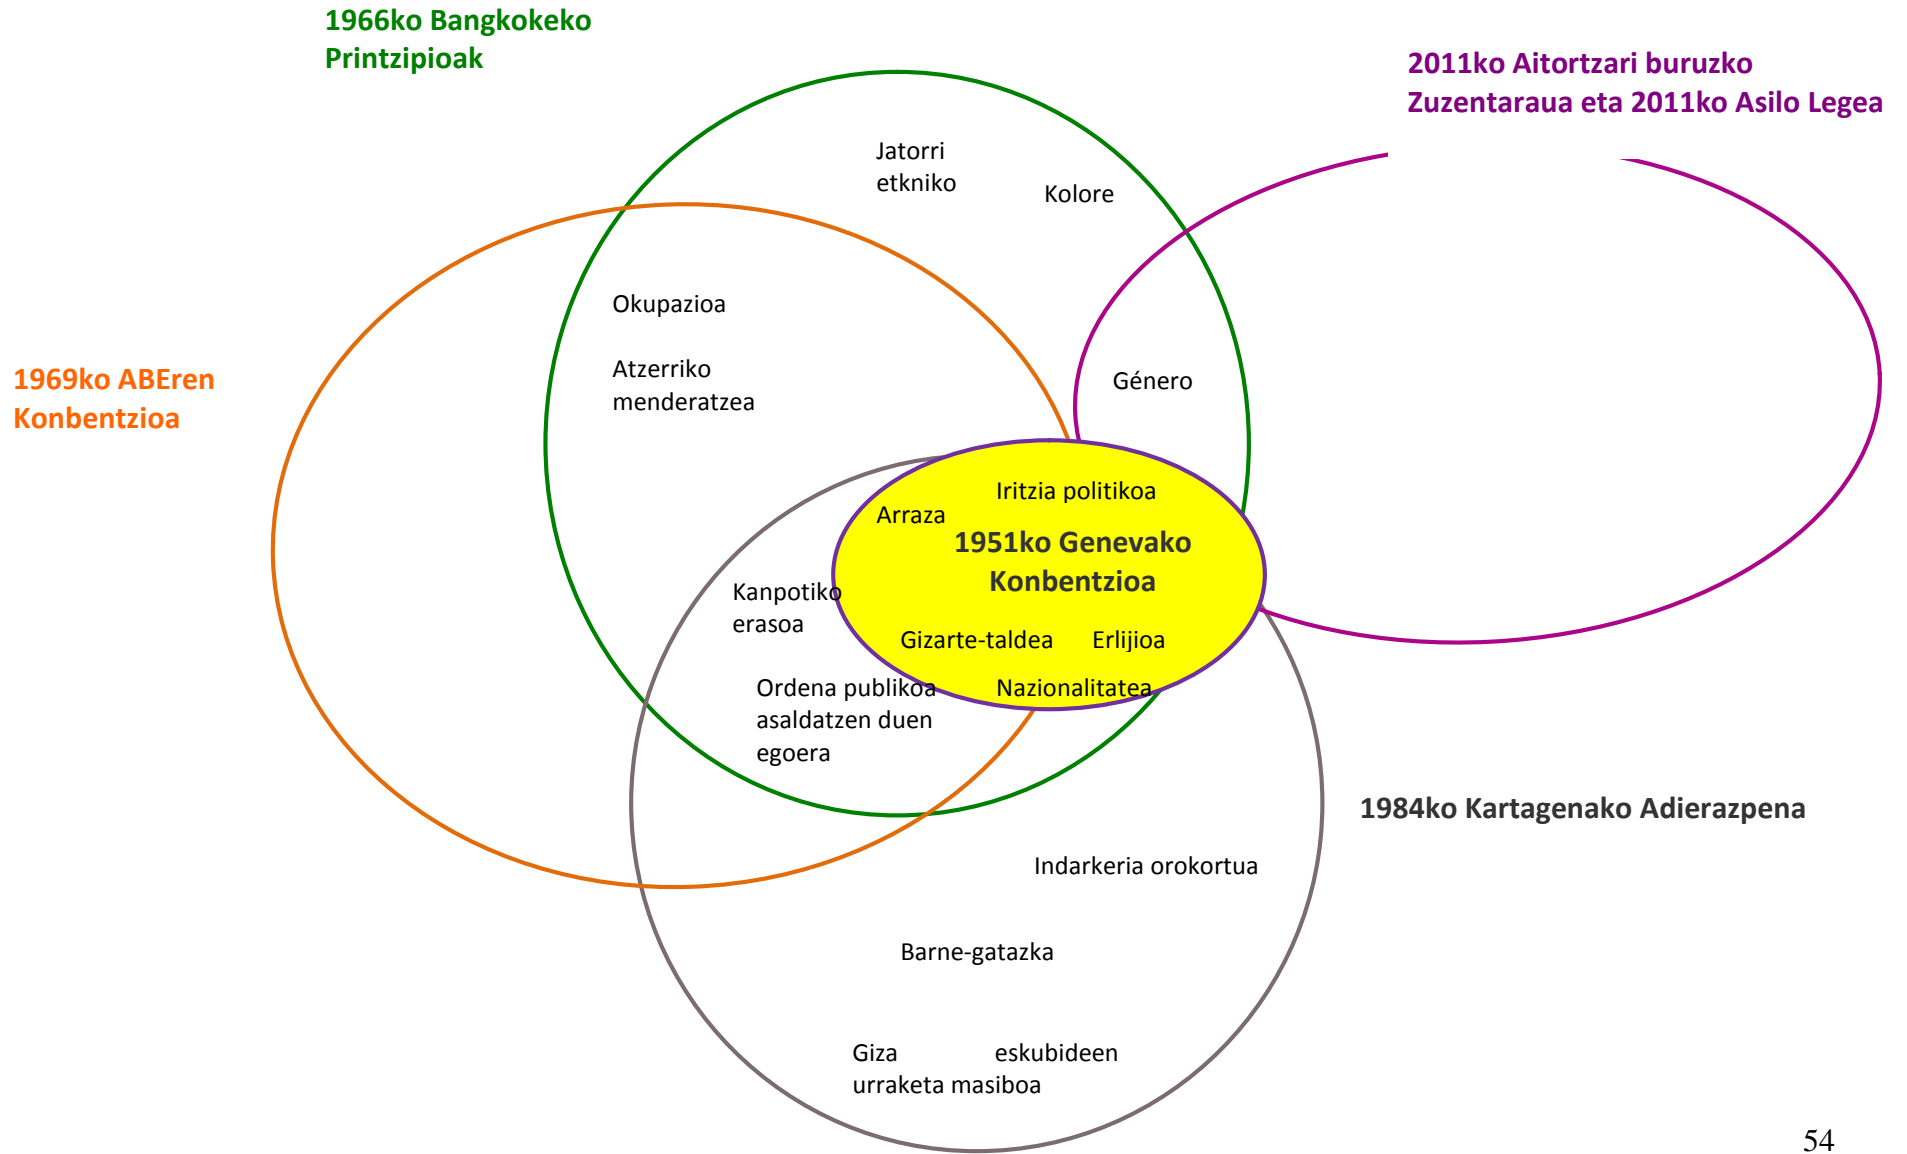 1966ko Bangkokeko
Printzipioak
2011ko Aitortzari buruzko
Zuzentaraua eta 2011ko Asilo Legea
Jatorri
etkniko
Kolore
Okupazioa
Atzerriko
menderatzea
Género
1969ko ABEren
Konbentzioa
Iritzia politikoa
Arraza
1951ko Genevako
Konbentzioa
Kanpotiko
erasoa
Gizarte-taldea
Erlijioa
Ordena publikoa
asaldatzen duen
egoera
Nazionalitatea
1984ko Kartagenako Adierazpena
Indarkeria orokortua
Barne-gatazka
Giza eskubideen
urraketa masiboa
54